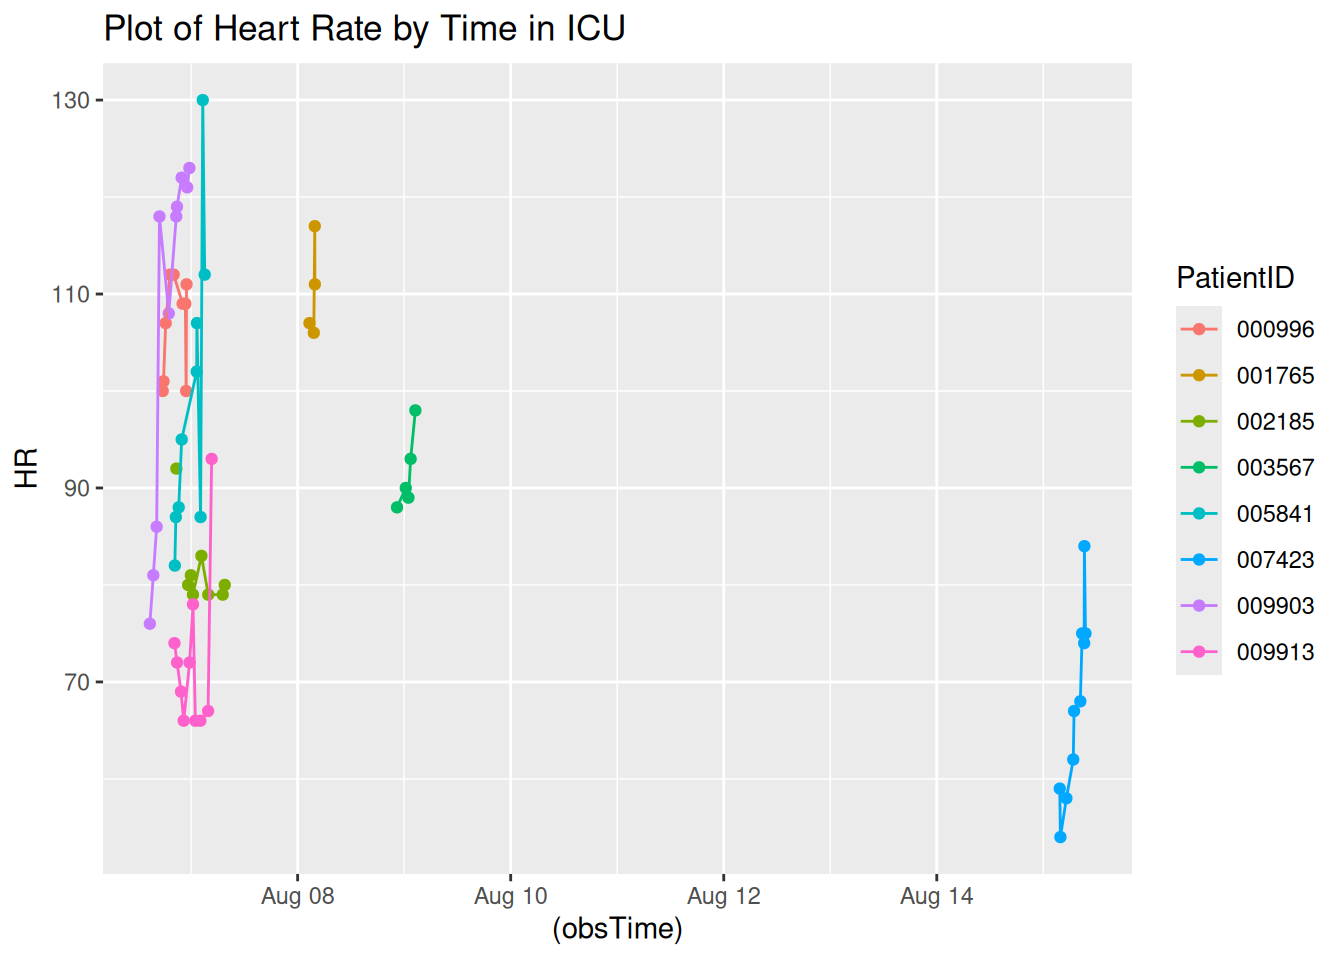 Plot of Heart Rate by Time in ICU
130
110
90
70
HR
Aug 08
Aug 10
Aug 12
Aug 14
(obsTime)
PatientID
000996
001765
002185
003567
005841
007423
009903
009913